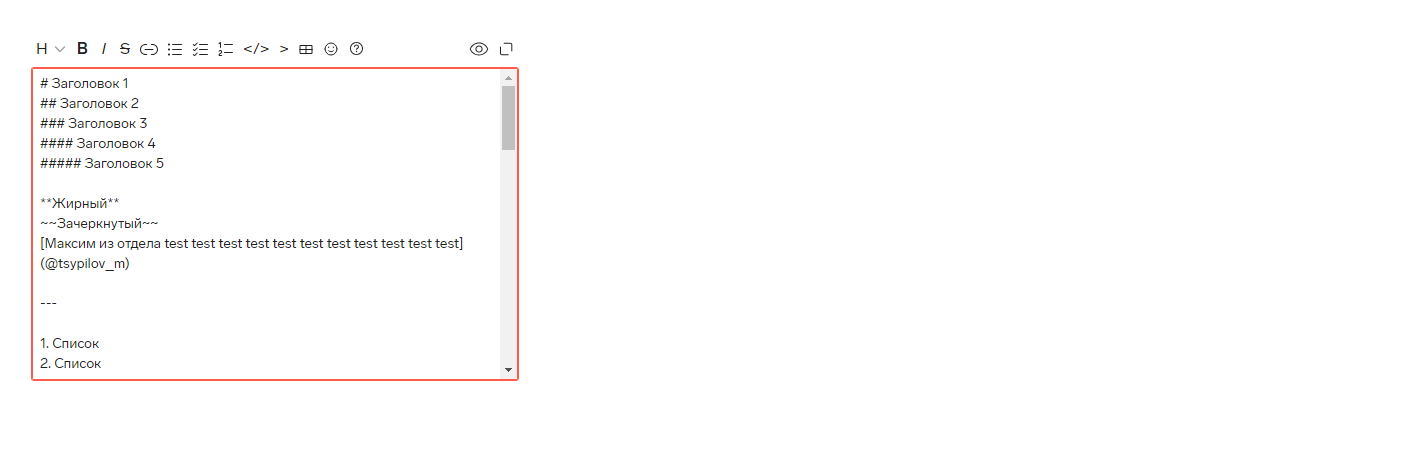 H B I S </> >
# Заголовок 1
## Заголовок 2
### Заголовок 3
#### Заголовок 4
##### Заголовок 5
**Жирный**
~~Зачеркнутый~~
[Максим из отдела test test test test test test test test test test test]
(@tsypilov_m)
---
1. Список
2. Список